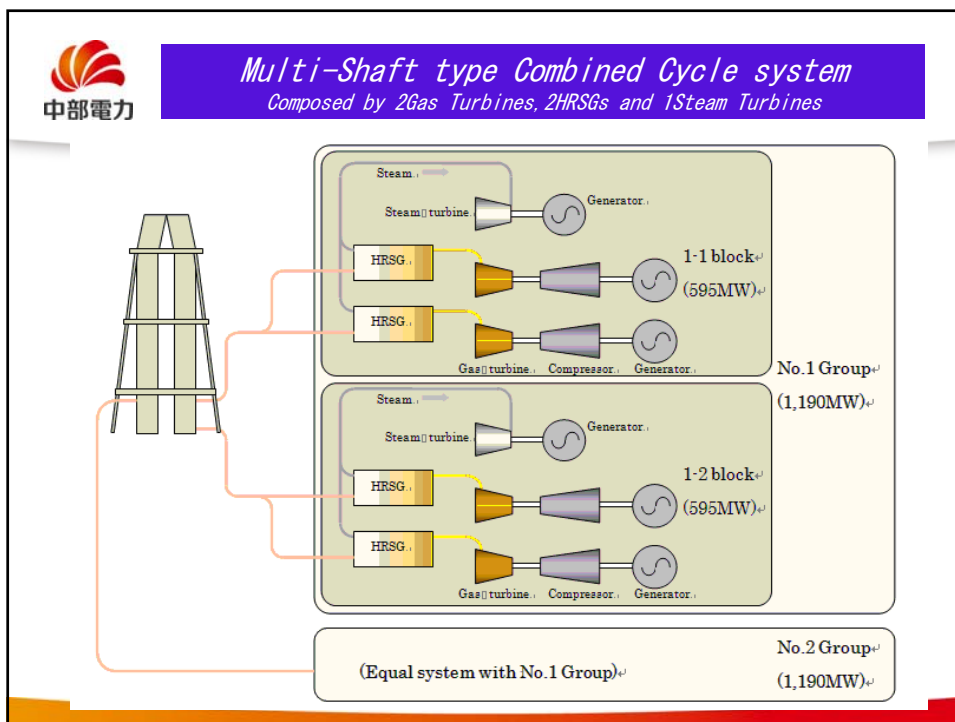 中部電力
Multi-Shaft type Combined Cycle system
Composed by 2Gas Turbines,2HRSGs and 1Steam Turbines
Steam
Steam▯turbine
Generator
HRSG
1-1 block
(595MW)
HRSG
Gas▯turbine
Compressor
Generator
No.1 Group
(1,190MW)
Steam
Steam▯turbine
Generator
HRSG
1-2 block
(595MW)
HRSG
Gas▯turbine
Compressor
Generator
(Equal system with No.1 Group)
No.2 Group
(1,190MW)